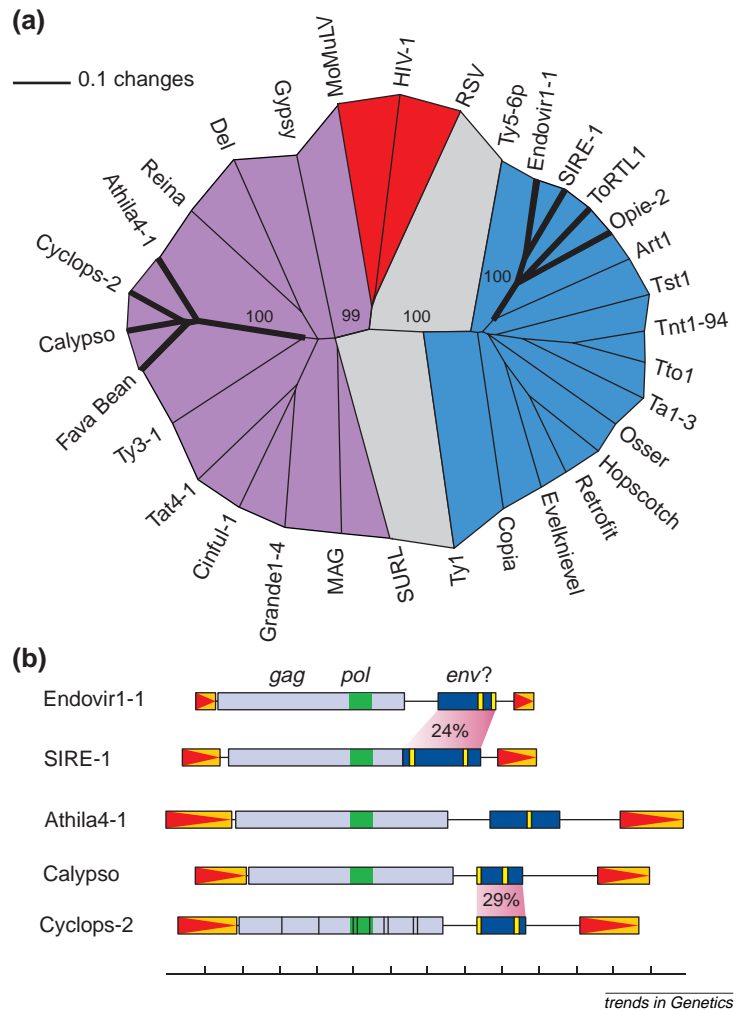 (a)
0.1 changes
MoMuLV
HIV-1
RSV
Ty5-6p
Endovir1-1
SIRE-1
ToRTL1
Opie-2
Art1
Tst1
Tnt1-94
Tto1
Ta1-3
Osser
Hopscotch
Retrofit
Evelknievel
Copia
Ty1
SURL
MAG
Grande1-4
Cinful-1
Tat4-1
Ty3-1
Fava Bean
Calypso
Cyclops-2
Athila4-1
Reina
Del
Gypsy
100
99
100
100
(b)
gag pol env?
Endovir1-1
24%
SIRE-1
Athila4-1
Calypso
29%
Cyclops-2
trends in Genetics